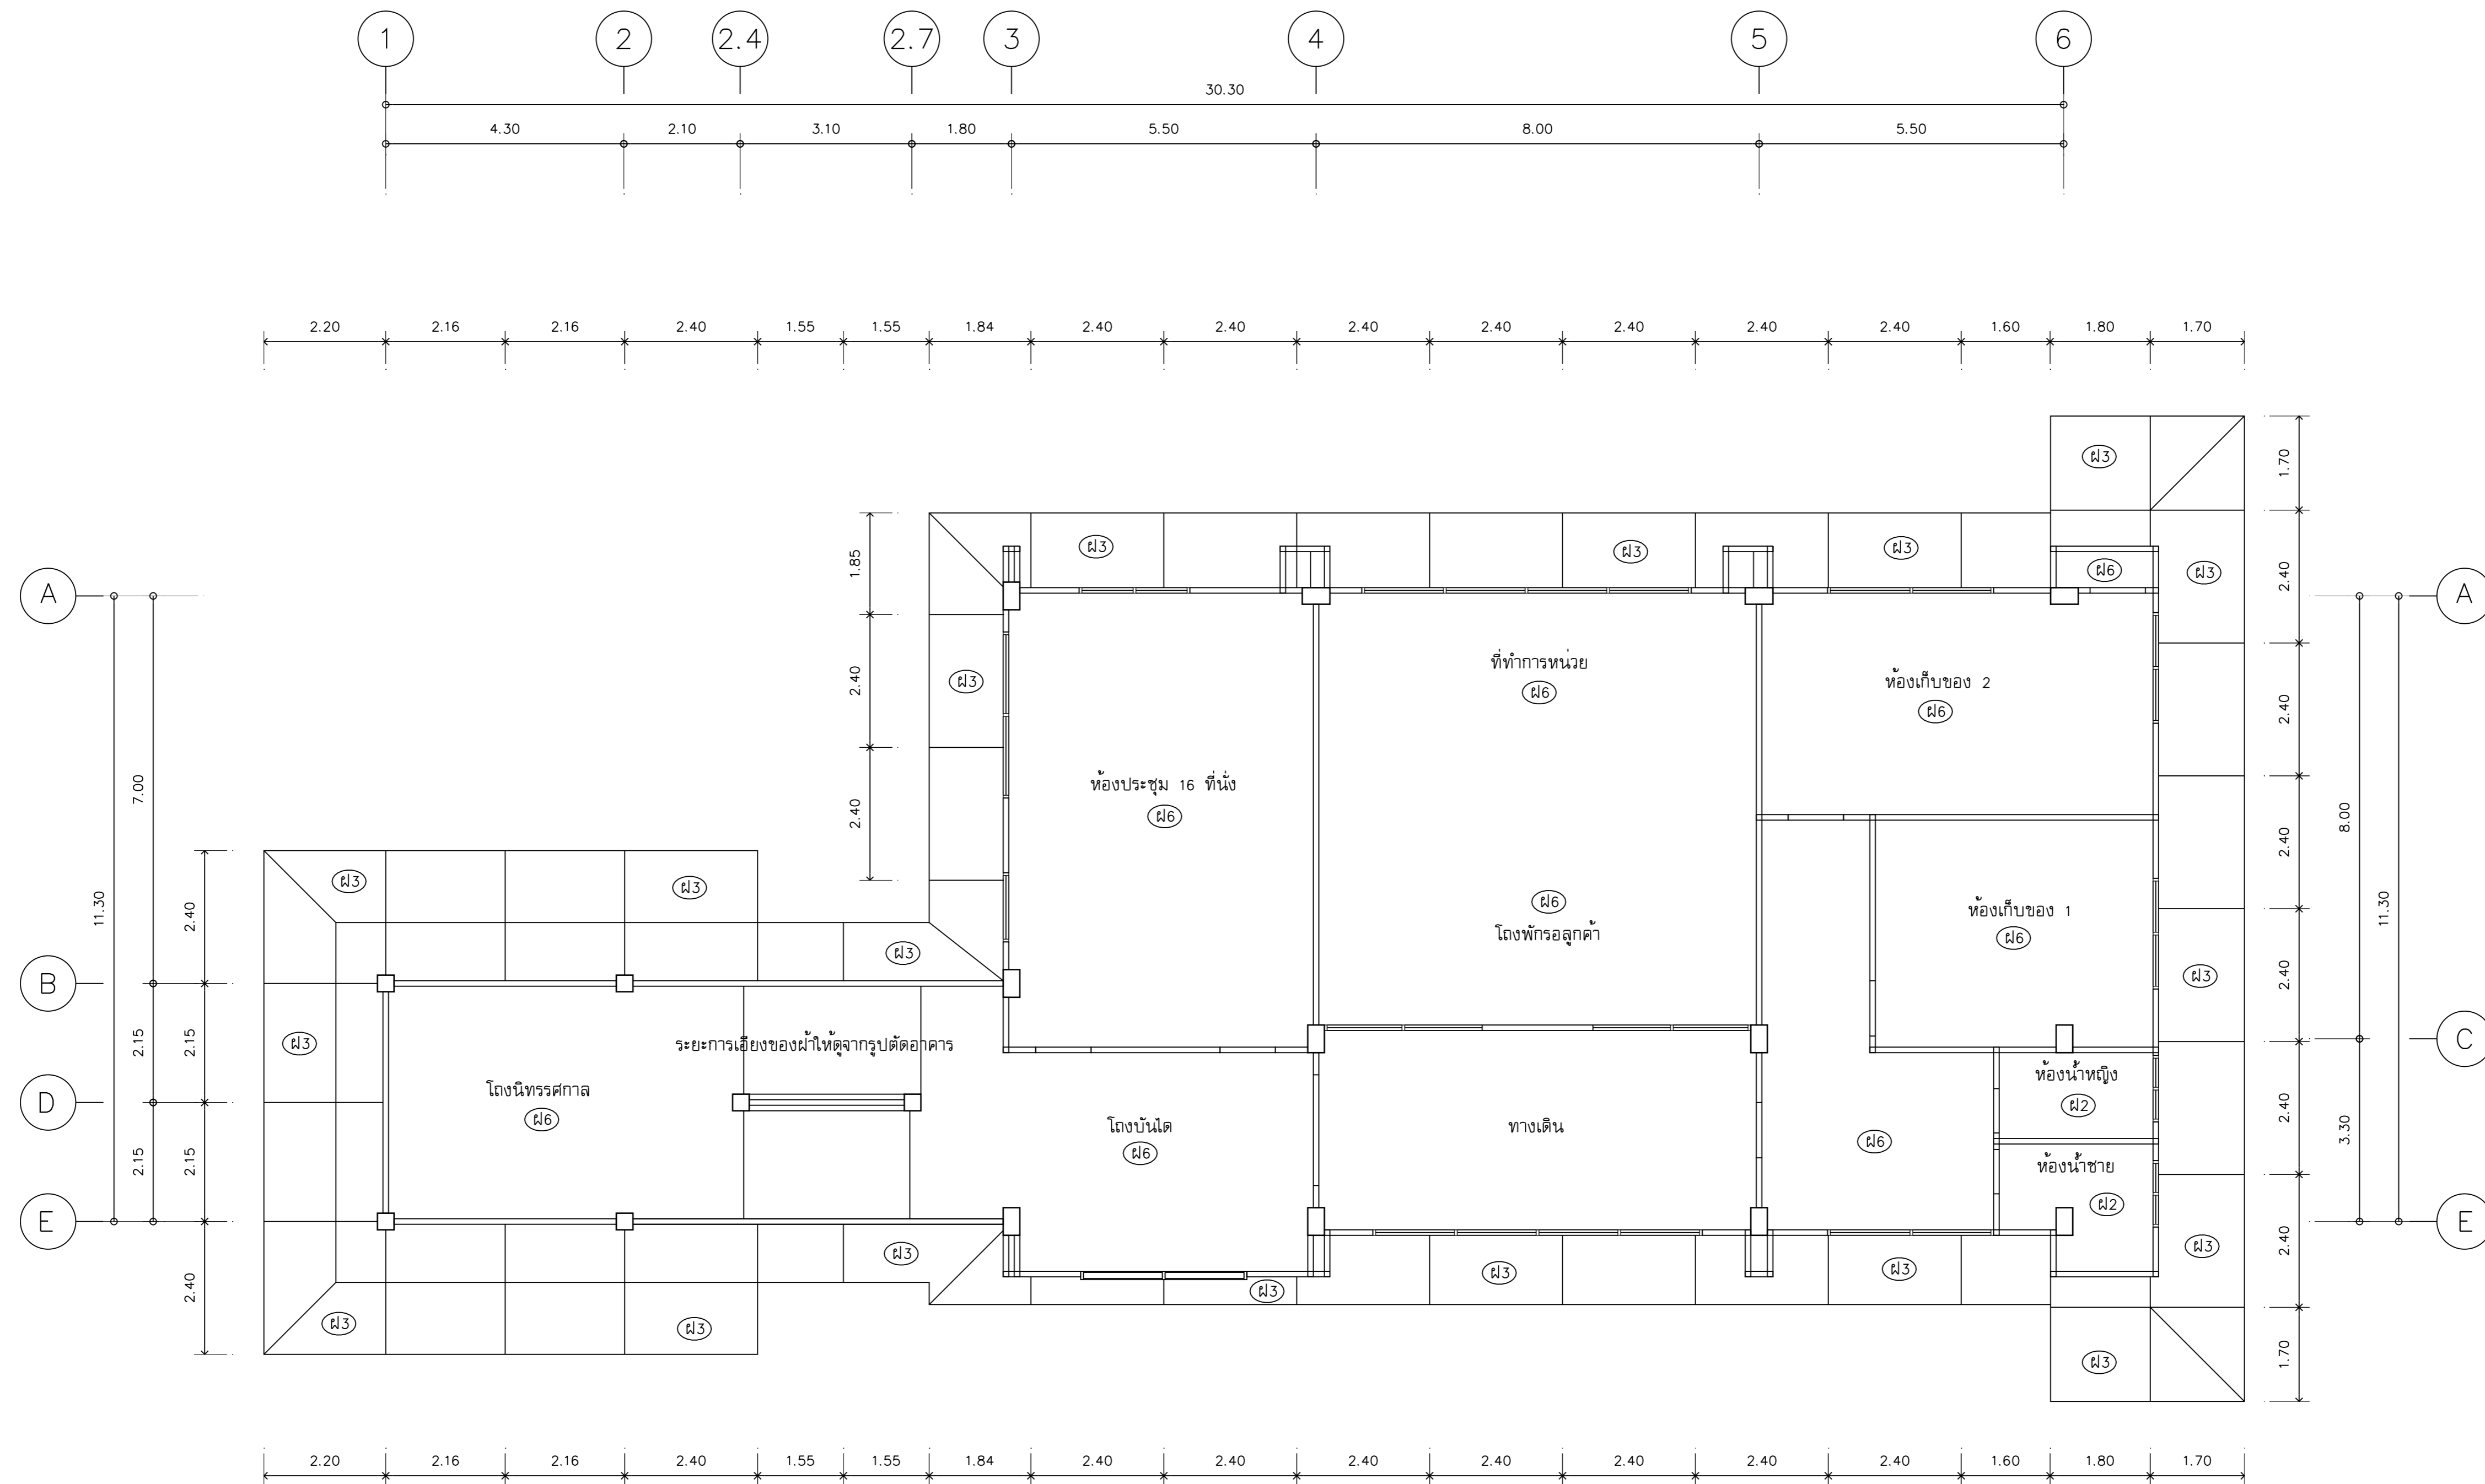 1 2 2.4 2.7 3 4 5 6
30.30
4.30 2.10 3.10 1.80 5.50 8.00 5.50
2.20 2.16 2.16 2.40 1.55 1.55 1.84 2.40 2.40 2.40 2.40 2.40 2.40 2.40 1.60 1.80 1.70
ฝ3
1.70
1.85
ฝ3 ฝ3 ฝ3
ฝ6
ฝ3
2.40
A
A
ที่ทำการหน่วย
ฝ6
ห้องเก็บของ 2
ฝ6
2.40
ฝ3
2.40
7.00
ห้องประชุม 16 ที่นั่ง
ฝ6
2.40
2.40
8.00
ฝ3
ฝ3
11.30
2.40
ฝ6
โถงพักรอลูกค้า
ห้องเก็บของ 1
ฝ6
11.30
ฝ3
B
ฝ3
2.40
2.15
2.15
ฝ3
ระยะการเอียงของฝ้าให้ดูจากรูปตัดอาคาร
C
โถงนิทรรศกาล
ฝ6
ห้องน้ำหญิง
ฝ2
2.40
D
โถงบันได
ฝ6
ทางเดิน
ฝ6
3.30
2.15
2.15
ห้องน้ำชาย
ฝ2
E
E
ฝ3
ฝ3
ฝ3
ฝ3
ฝ3
2.40
2.40
ฝ3
ฝ3
ฝ3
1.70
2.20 2.16 2.16 2.40 1.55 1.55 1.84 2.40 2.40 2.40 2.40 2.40 2.40 2.40 1.60 1.80 1.70